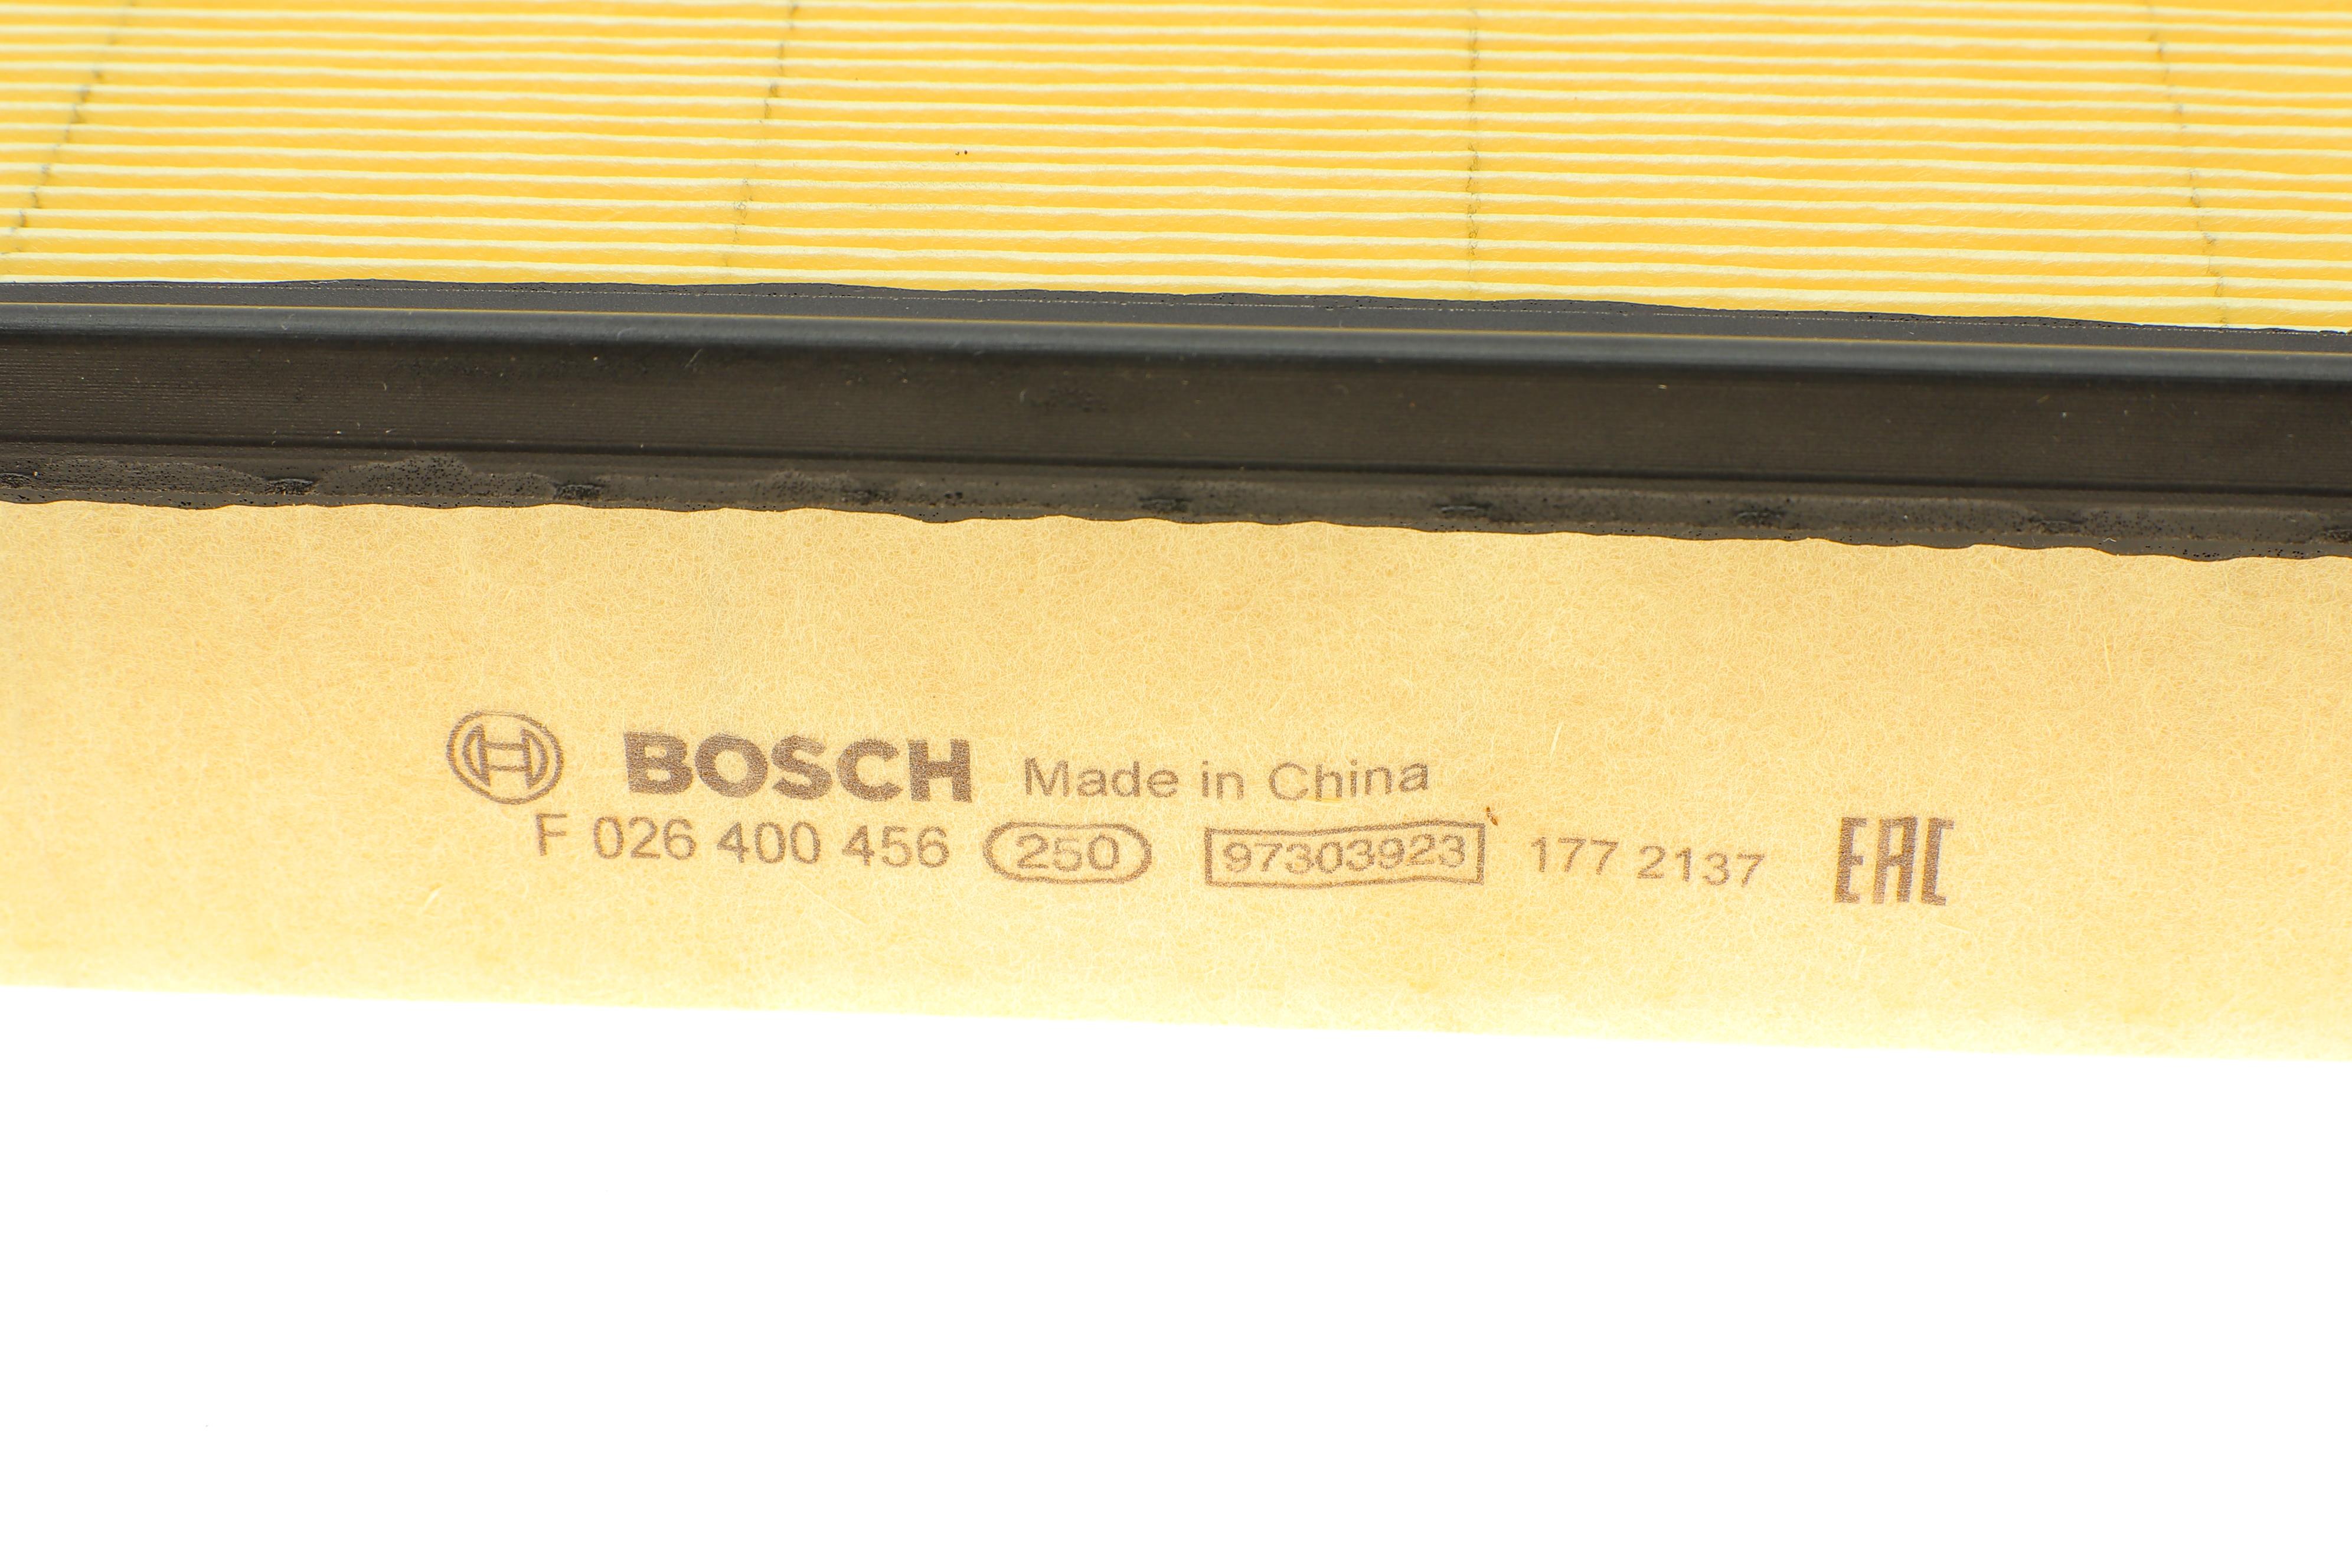 BOSCH Made in China
F 026 400 456 250 97303923 177 2137 EAC